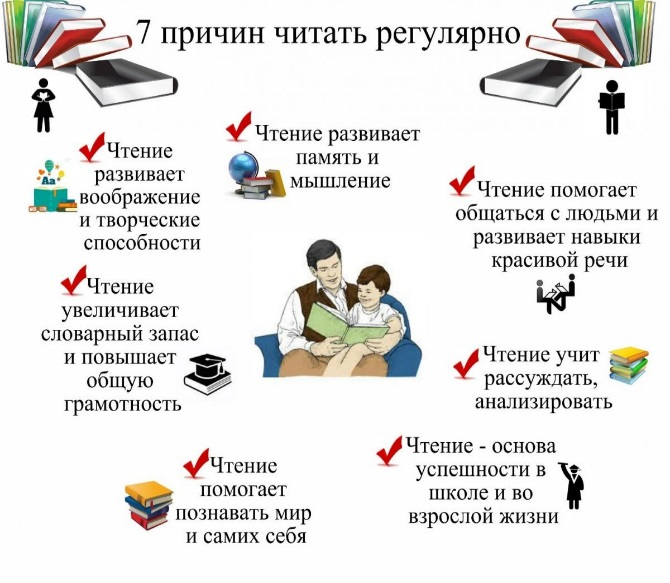 7 причин читать регулярно
Чтение
развивает
воображение
и творческие
способности
Aa
Чтение развивает
память и
мышление
Чтение помогает
общаться с людьми и
развивает навыки
красивой речи
Чтение
увеличивает
словарный запас
и повышает
общую
грамотность
Чтение учит
рассуждать,
анализировать
Чтение
помогает
познавать мир
и самих себя
Чтение - основа
успешности в
школе и во
взрослой жизни